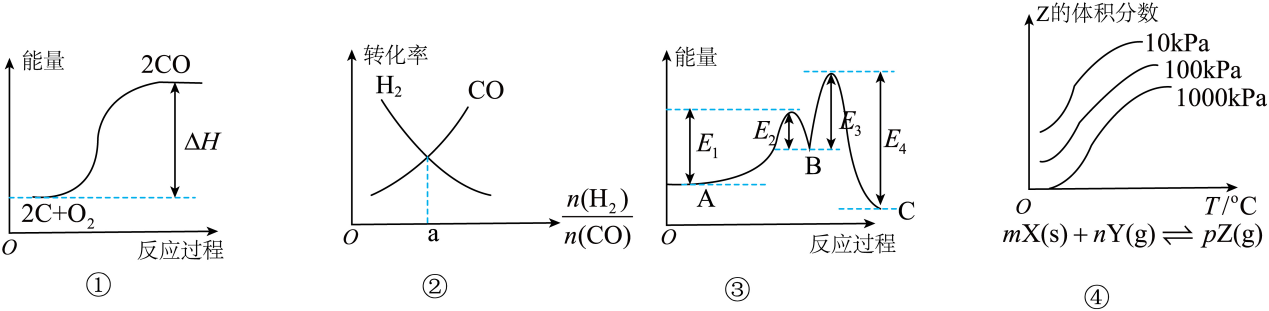 能量
2CO
ΔH
2C+O₂
O
反应过程
①
转化率
H₂
CO
O
a
n(H₂)
n(CO)
②
能量
E₁
E₂
E₃
E₄
A
B
C
O
反应过程
③
Z的体积分数
10kPa
100kPa
1000kPa
O
T/°C
mX(s)+nY(g)⇌pZ(g)
④